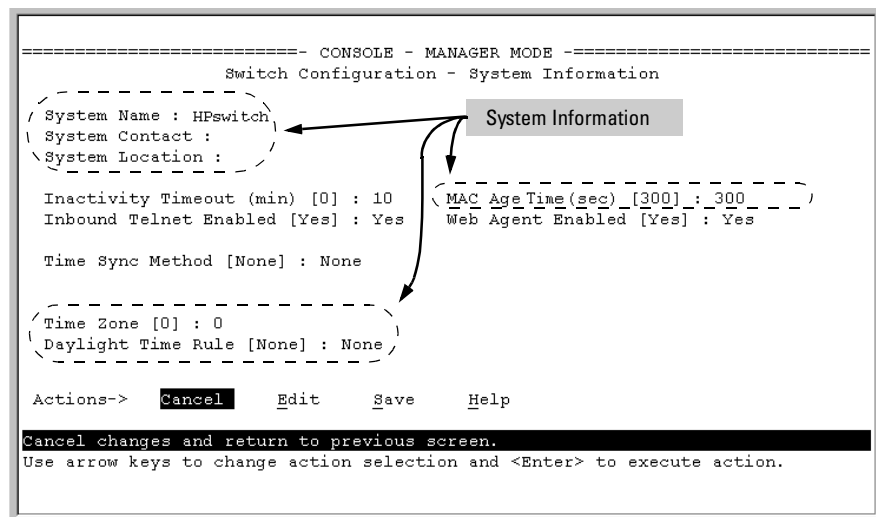 ==========================- CONSOLE - MANAGER MODE -============================
Switch Configuration - System Information
System Name : HPswitch
System Contact :
System Location :
System Information
Inactivity Timeout (min) [0] : 10 MAC Age Time(sec) [300] : 300
Inbound Telnet Enabled [Yes] : Yes Web Agent Enabled [Yes] : Yes
Time Sync Method [None] : None
Time Zone [0] : 0
Daylight Time Rule [None] : None
Actions-> Cancel Edit Save Help
Cancel changes and return to previous screen.
Use arrow keys to change action selection and <Enter> to execute action.